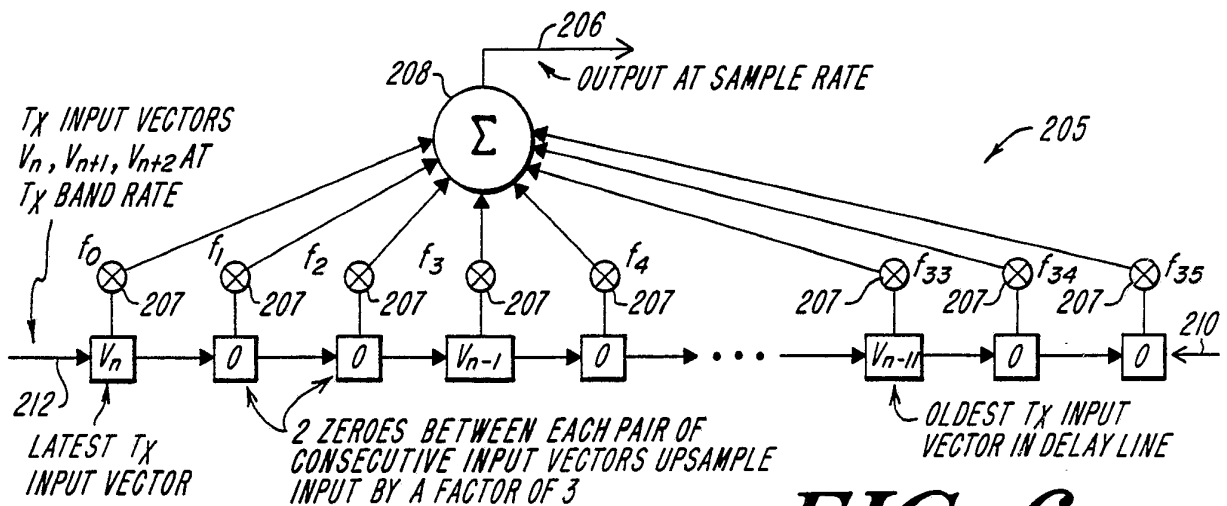 206
208
OUTPUT AT SAMPLE RATE
TX INPUT VECTORS
Vn, Vn+1, Vn+2 AT
TX BAND RATE
Σ
205
f0 f1 f2 f3 f4 f33 f34 f35
207 207 207 207 207 207 207 207
Vn 0 0 Vn-1 0 ... Vn-11 0 0
210
212
LATEST TX
INPUT VECTOR
2 ZEROES BETWEEN EACH PAIR OF
CONSECUTIVE INPUT VECTORS UPSAMPLE
INPUT BY A FACTOR OF 3
OLDEST TX INPUT
VECTOR IN DELAY LINE